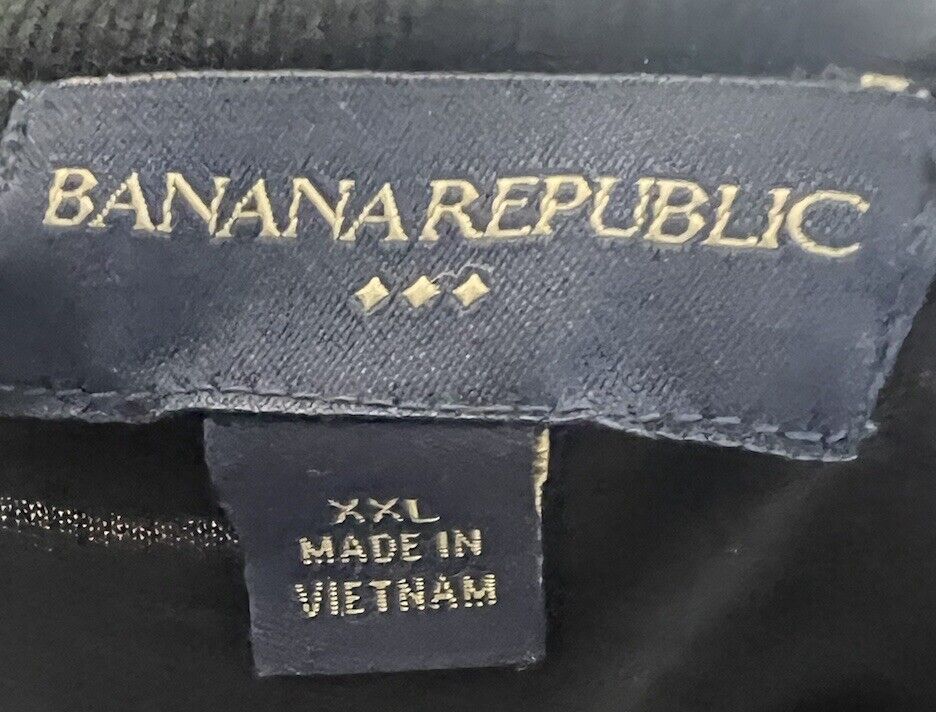 BANANA REPUBLIC
XXL
MADE IN
VIETNAM